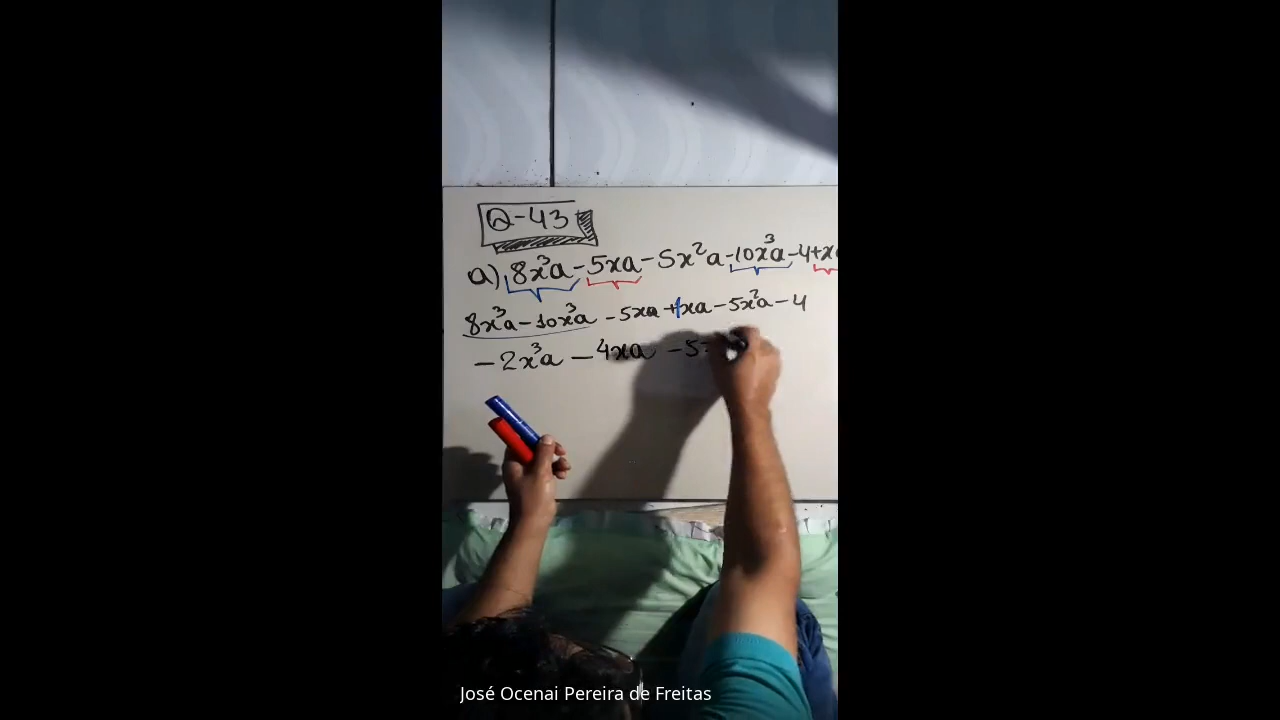 Q-43
a) 8x³a - 5xa - 5x²a - 10x³a - 4 + x
8x³a - 10x³a - 5xa + 1xa - 5x²a - 4
- 2x³a - 4xa - 5
José Ocenai Pereira de Freitas